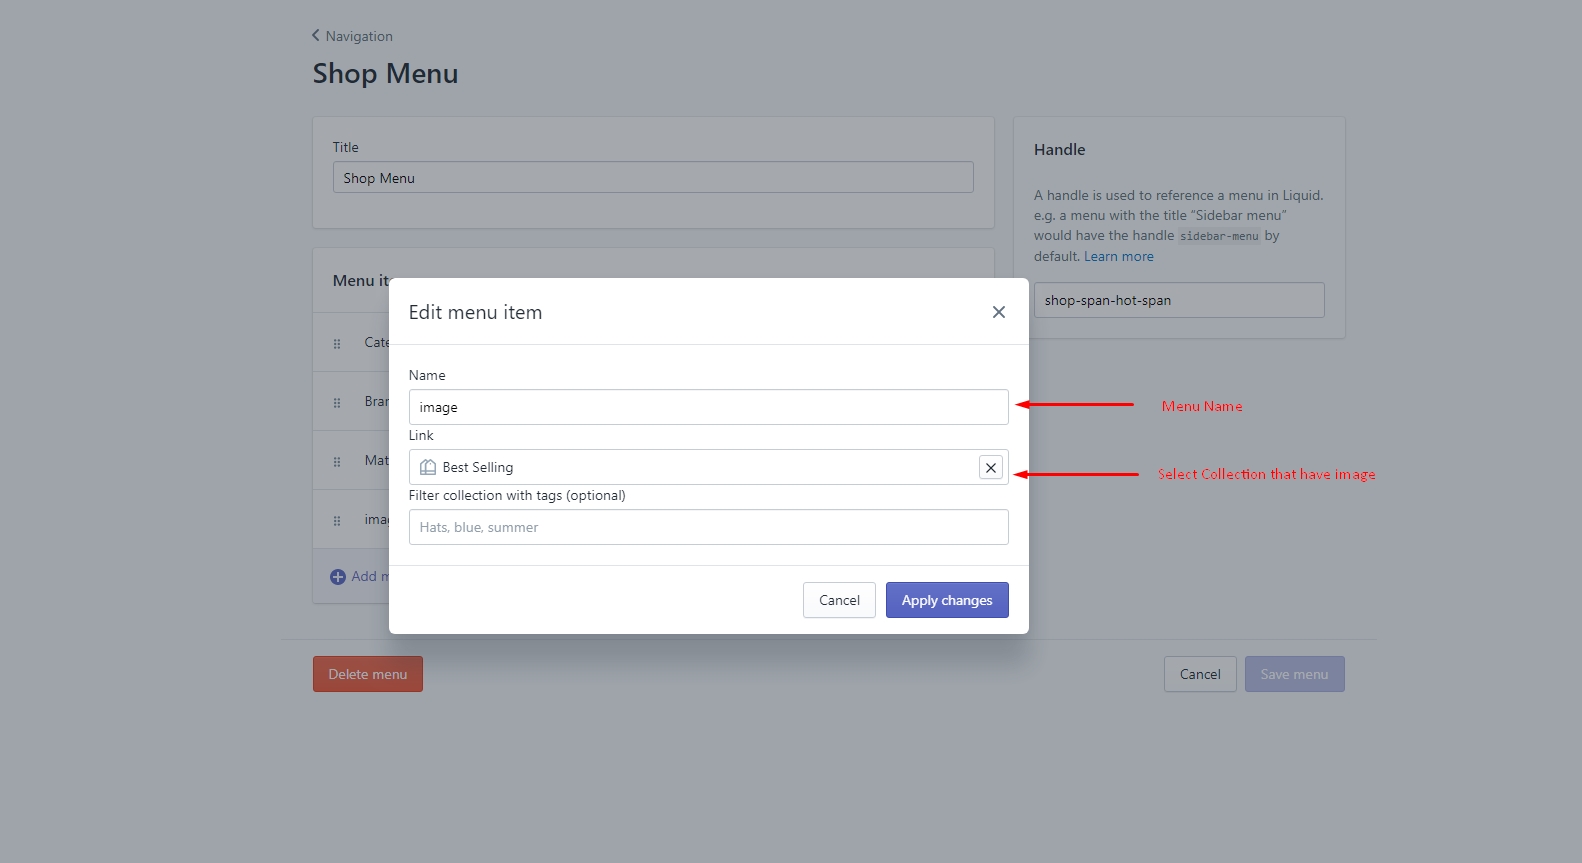 Navigation
Shop Menu
Title
Shop Menu
Handle
A handle is used to reference a menu in Liquid.
e.g. a menu with the title “Sidebar menu”
would have the handle sidebar-menu by
default. Learn more
shop-span-hot-span
Menu it
Cate
Bran
Mat
imag
Add m
Edit menu item
Name
image
Menu Name
Link
Best Selling
Select Collection that have image
Filter collection with tags (optional)
Hats, blue, summer
Cancel
Apply changes
Delete menu
Cancel
Save menu